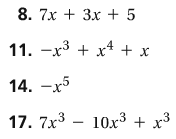 8. 7x + 3x + 5
11. −x³ + x⁴ + x
14. −x⁵
17. 7x³ − 10x³ + x³